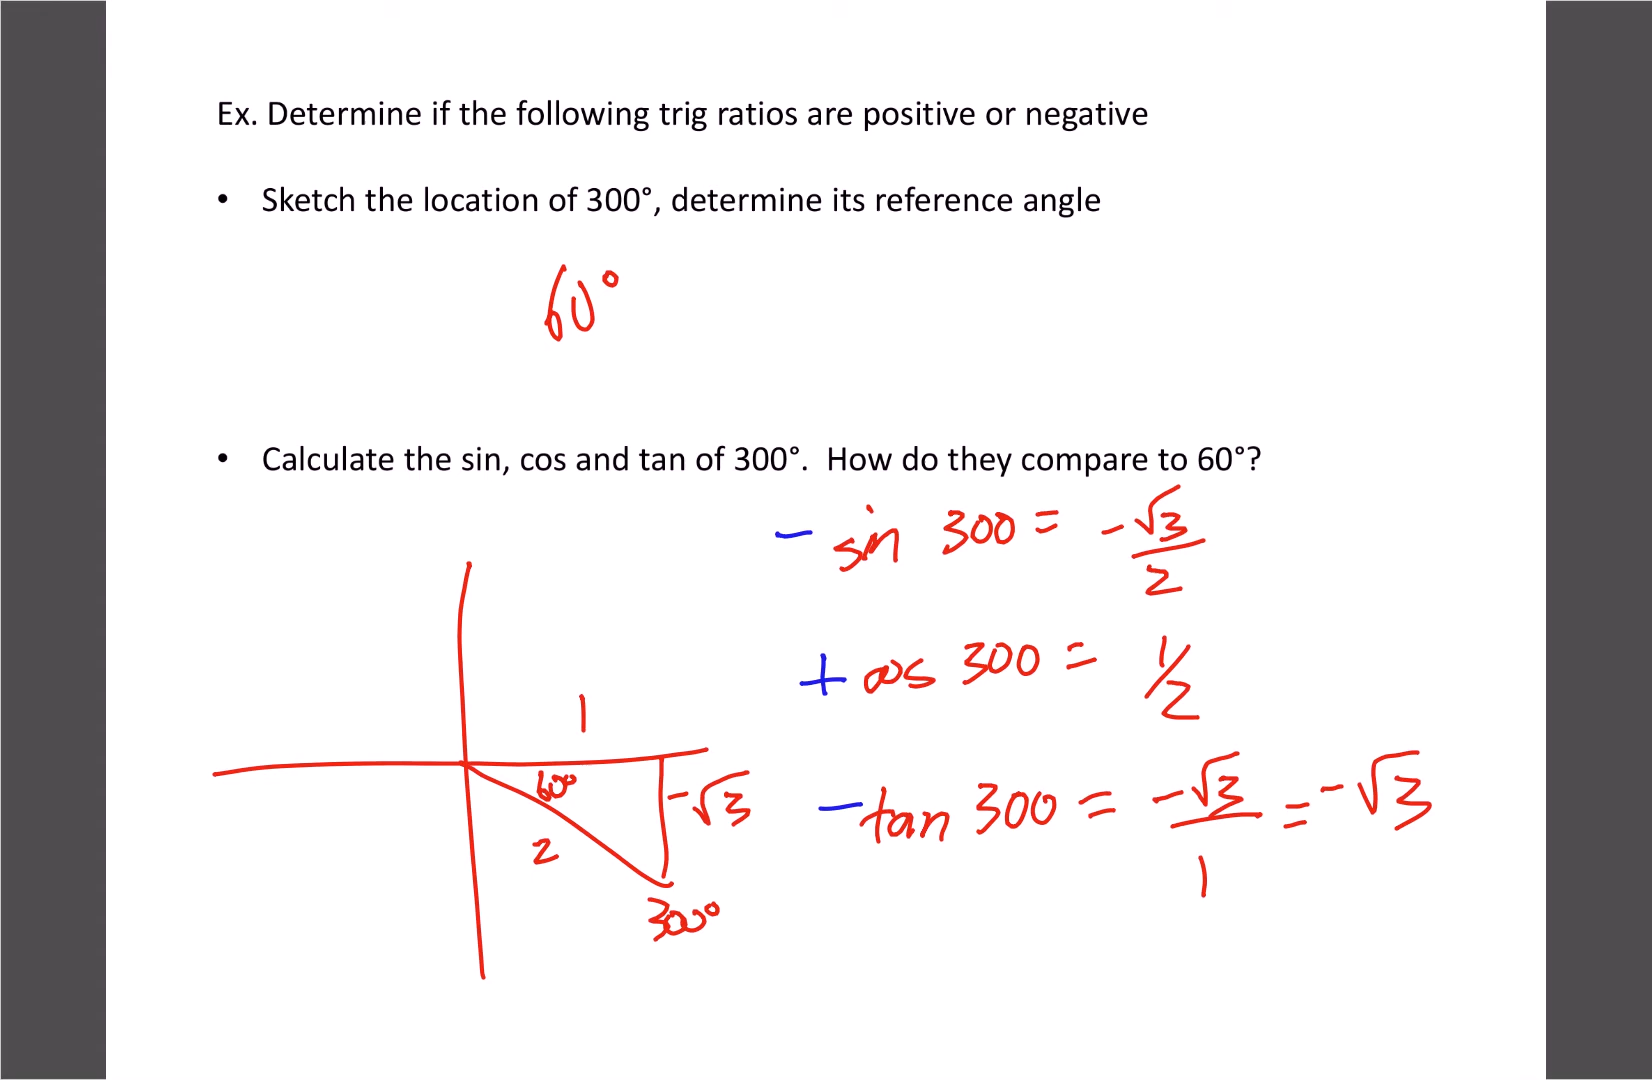 Ex. Determine if the following trig ratios are positive or negative
• Sketch the location of 300°, determine its reference angle
60°
• Calculate the sin, cos and tan of 300°.  How do they compare to 60°?
- sin 300 = -√3/2
+ cos 300 = 1/2
- tan 300 = -√3/1 = -√3
1
60°
-√3
2
300°